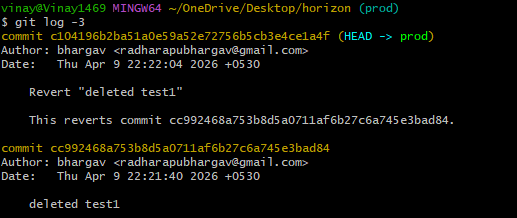 vinay@Vinay1469 MINGW64 ~/OneDrive/Desktop/horizon (prod)
$ git log -3
commit c104196b2ba51a0e59a52e72756b5cb3e4ce1a4f (HEAD -> prod)
Author: bhargav <radharapubhargav@gmail.com>
Date:   Thu Apr 9 22:22:04 2026 +0530

    Revert "deleted test1"

    This reverts commit cc992468a753b8d5a0711af6b27c6a745e3bad84.

commit cc992468a753b8d5a0711af6b27c6a745e3bad84
Author: bhargav <radharapubhargav@gmail.com>
Date:   Thu Apr 9 22:21:40 2026 +0530

    deleted test1